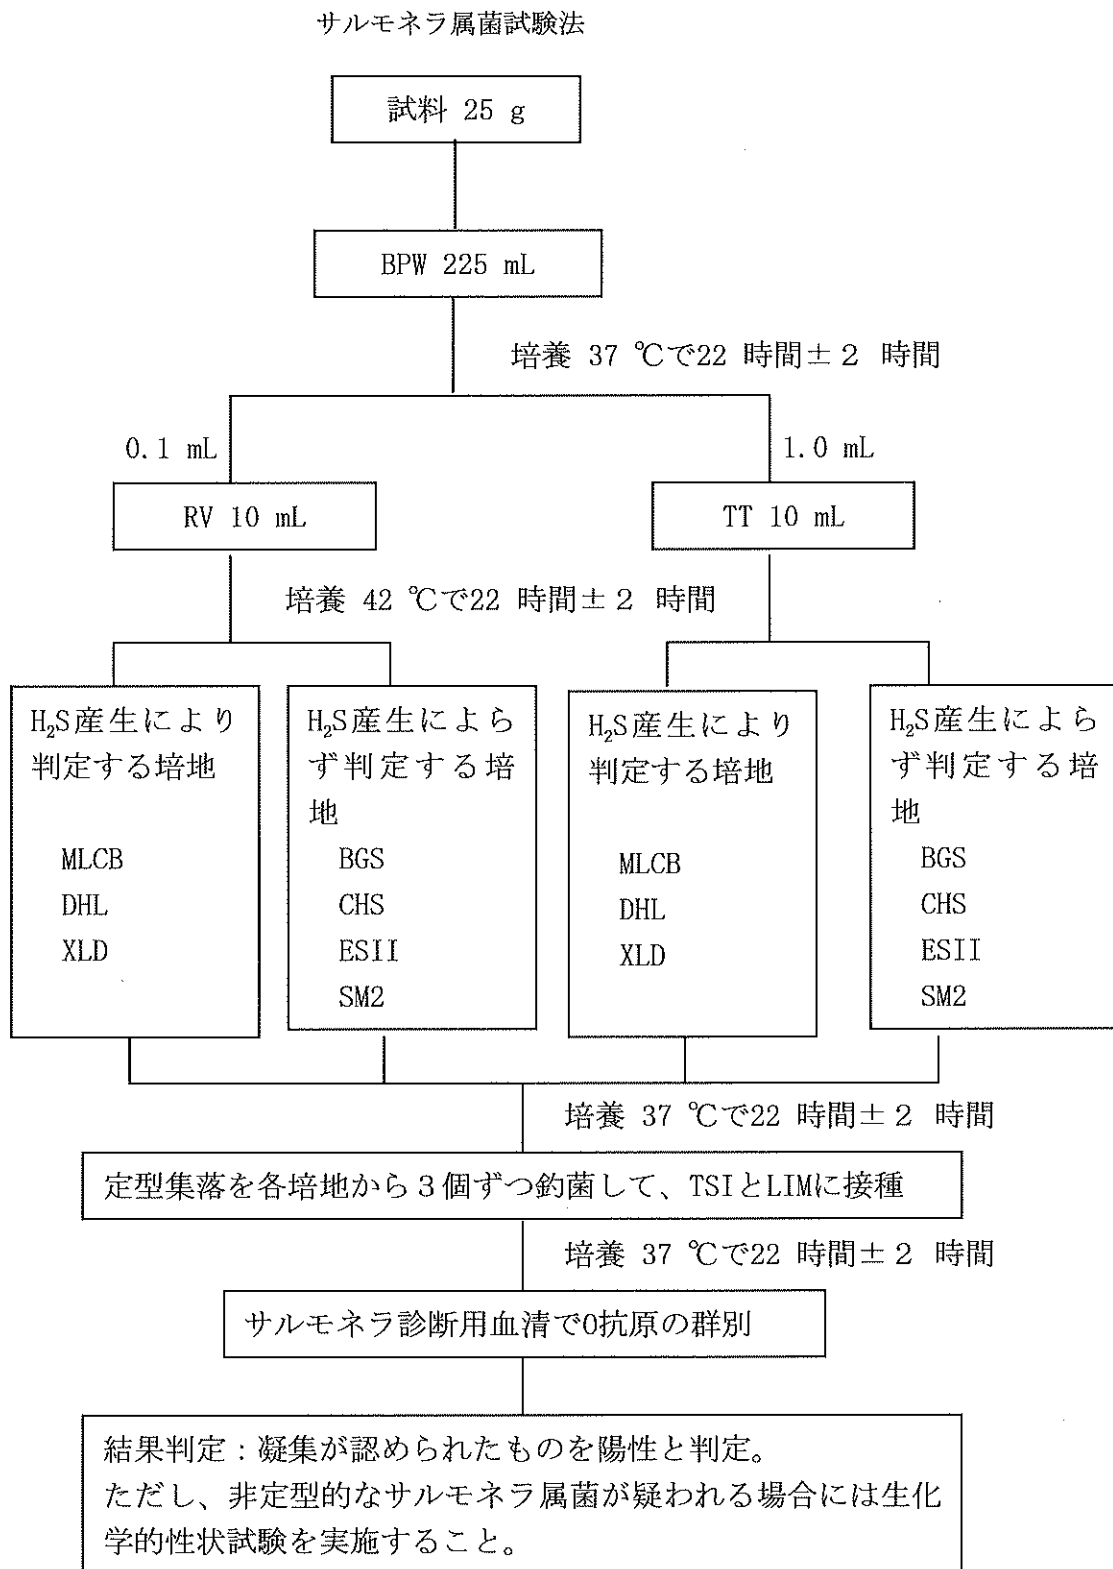 サルモネラ属菌試験法
試料 25 g
BPW 225 mL
培養 37 ℃で22 時間±２ 時間
0.1 mL
1.0 mL
RV 10 mL
TT 10 mL
培養 42 ℃で22 時間±２ 時間
H₂S産生により
判定する培地
MLCB
DHL
XLD
H₂S産生によら
ず判定する培
地
BGS
CHS
ESII
SM2
H₂S産生により
判定する培地
MLCB
DHL
XLD
H₂S産生によら
ず判定する培
地
BGS
CHS
ESII
SM2
培養 37 ℃で22 時間±２ 時間
定型集落を各培地から３個ずつ釣菌して、TSIとLIMに接種
培養 37 ℃で22 時間±２ 時間
サルモネラ診断用血清でO抗原の群別
結果判定：凝集が認められたものを陽性と判定。
ただし、非定型的なサルモネラ属菌が疑われる場合には生化
学的性状試験を実施すること。